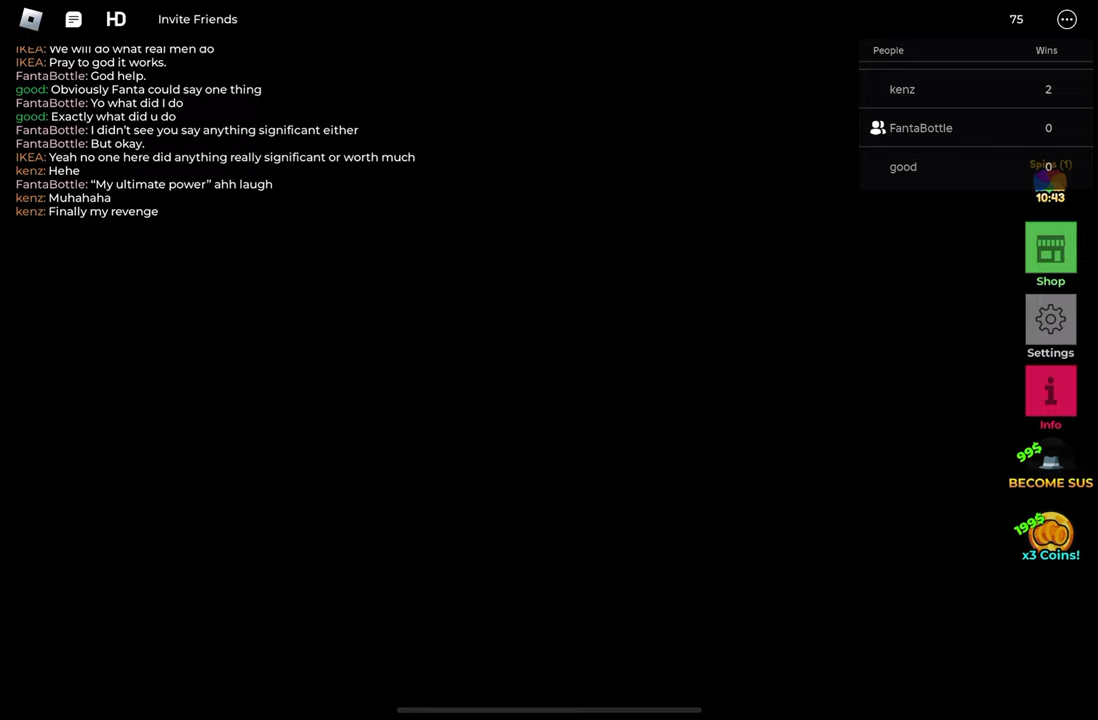 HD
Invite Friends
75
IKEA: We will do what real men do
IKEA: Pray to god it works.
FantaBottle: God help.
good: Obviously Fanta could say one thing
FantaBottle: Yo what did I do
good: Exactly what did u do
FantaBottle: I didn’t see you say anything significant either
FantaBottle: But okay.
IKEA: Yeah no one here did anything really significant or worth much
kenz: Hehe
FantaBottle: “My ultimate power” ahh laugh
kenz: Muhahaha
kenz: Finally my revenge
People Wins
kenz 2
FantaBottle 0
good 0
Spins (1)
10:43
Shop
Settings
i
Info
99$
BECOME SUS
199$
x3 Coins!